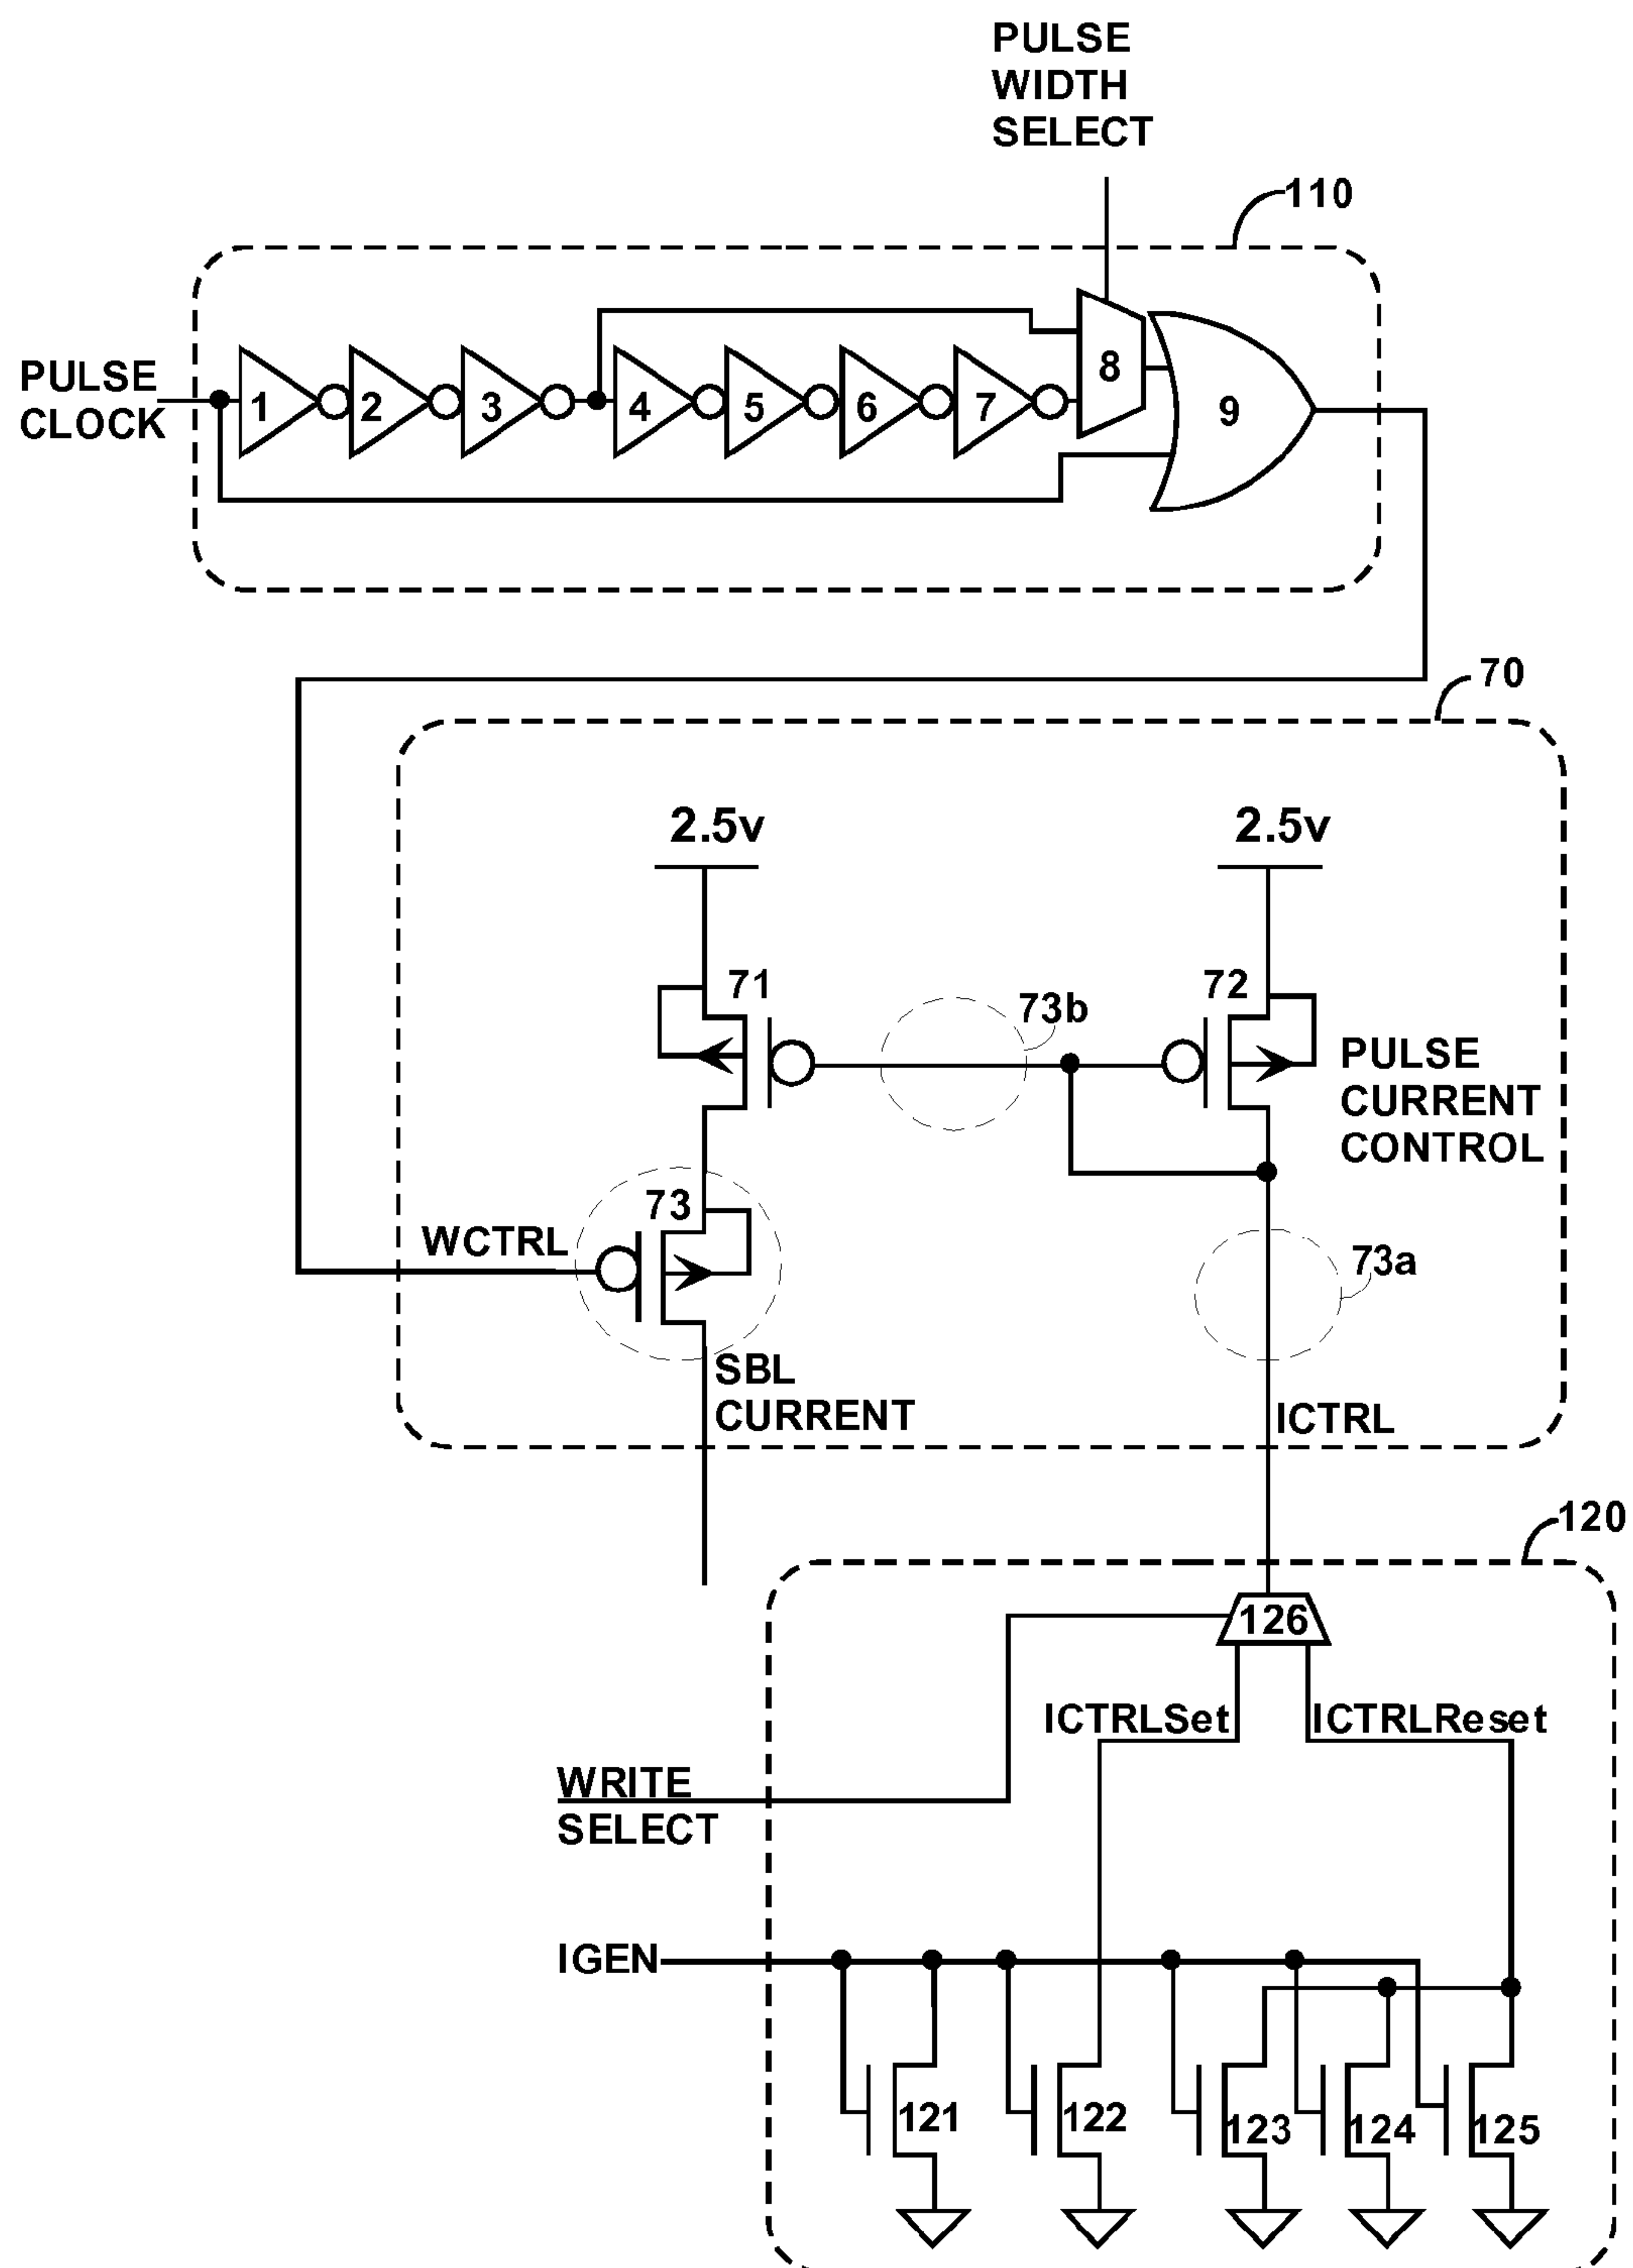 PULSE
WIDTH
SELECT
110
PULSE
CLOCK
1
2
3
4
5
6
7
8
9
70
2.5v
2.5v
71
72
73b
PULSE
CURRENT
CONTROL
73
WCTRL
73a
SBL
CURRENT
ICTRL
120
126
ICTRLSet
ICTRLReset
WRITE
SELECT
IGEN
121
122
123
124
125